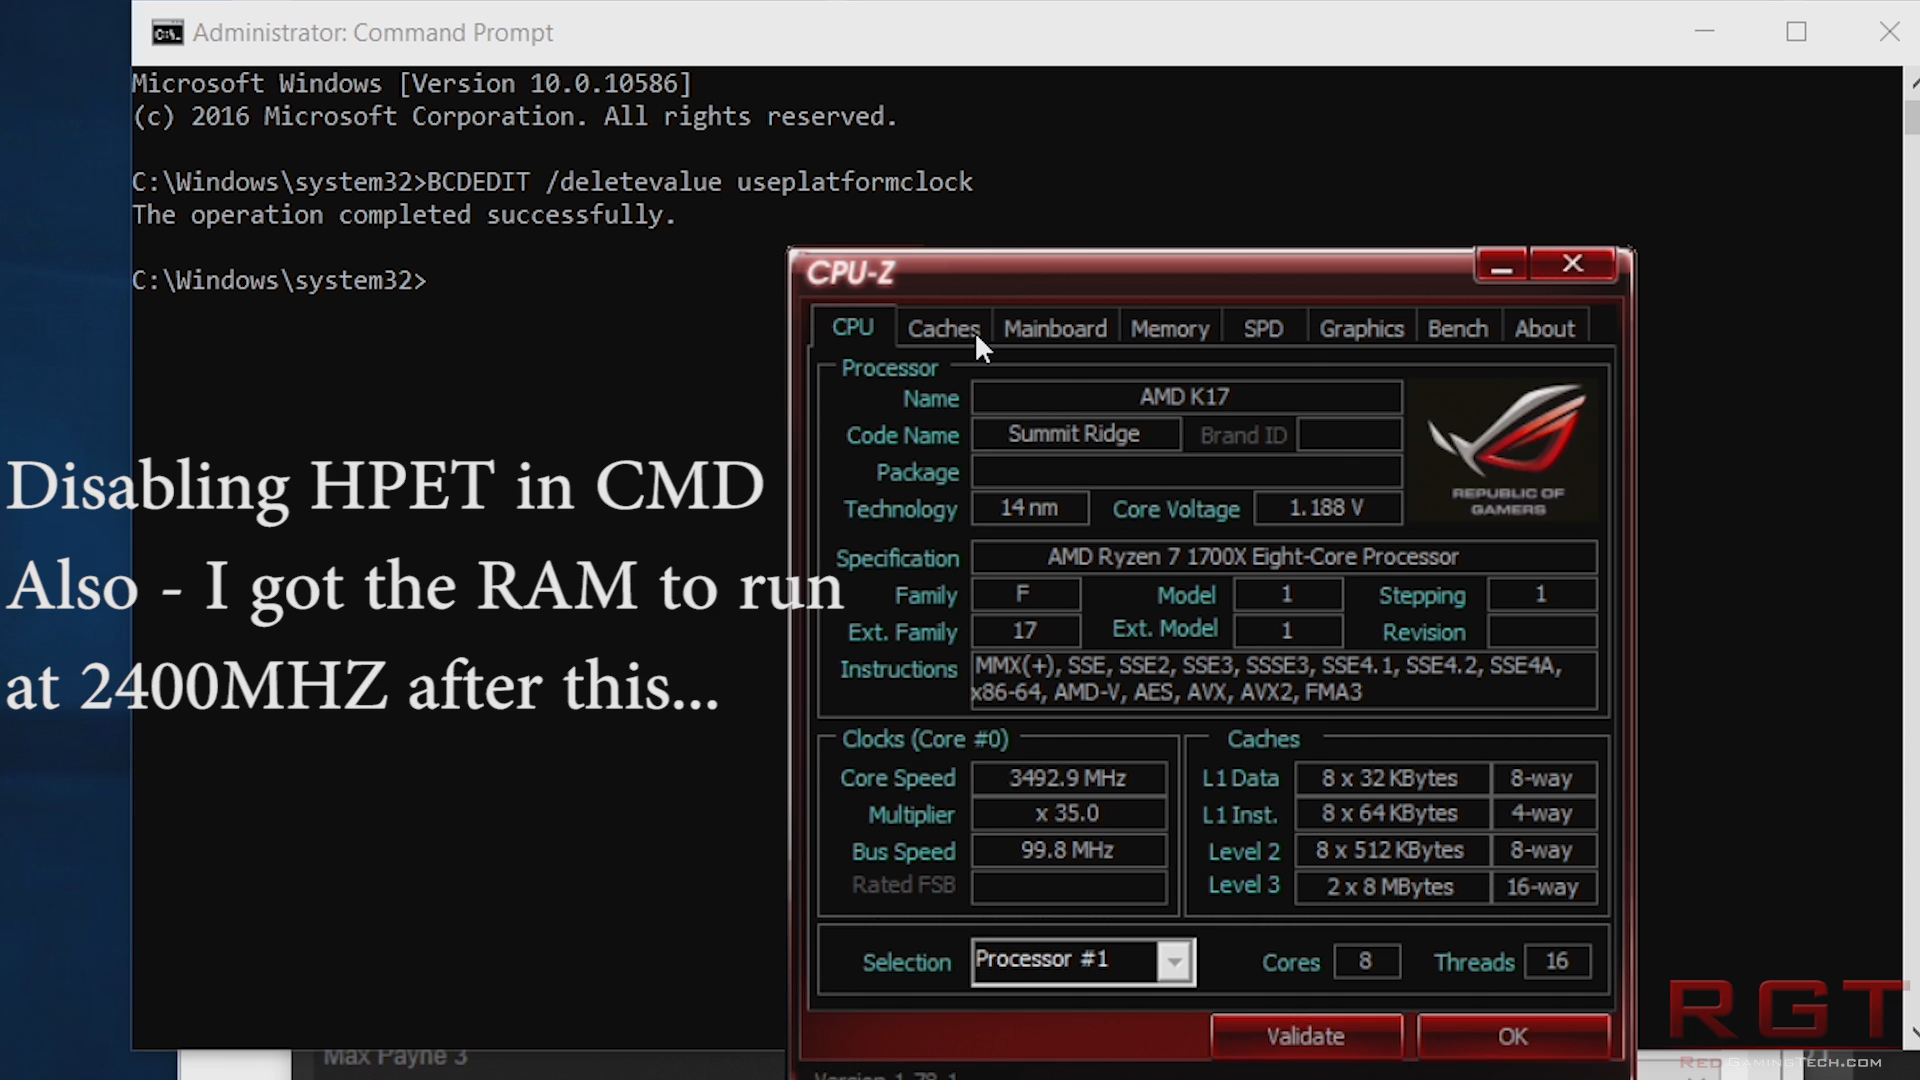 Administrator: Command Prompt
Microsoft Windows [Version 10.0.10586]
(c) 2016 Microsoft Corporation. All rights reserved.
C:\Windows\system32>BCDEDIT /deletevalue useplatformclock
The operation completed successfully.
C:\Windows\system32>
Disabling HPET in CMD
Also - I got the RAM to run
at 2400MHZ after this...
CPU-Z
CPU Caches Mainboard Memory SPD Graphics Bench About
Processor
Name AMD K17
Code Name Summit Ridge Brand ID
Package
Technology 14 nm Core Voltage 1.188 V
REPUBLIC OF
GAMERS
Specification AMD Ryzen 7 1700X Eight-Core Processor
Family F Model 1 Stepping 1
Ext. Family 17 Ext. Model 1 Revision
Instructions MMX(+), SSE, SSE2, SSE3, SSSE3, SSE4.1, SSE4.2, SSE4A,
x86-64, AMD-V, AES, AVX, AVX2, FMA3
Clocks (Core #0) Caches
Core Speed 3492.9 MHz L1 Data 8 x 32 KBytes 8-way
Multiplier x 35.0 L1 Inst. 8 x 64 KBytes 4-way
Bus Speed 99.8 MHz Level 2 8 x 512 KBytes 8-way
Rated FSB Level 3 2 x 8 MBytes 16-way
Selection Processor #1 Cores 8 Threads 16
Validate OK
Max Payne 3
RGT
RedGamingTech.com